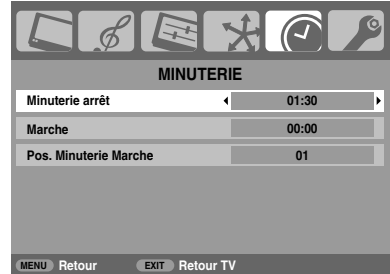 MINUTERIE
Minuterie arrêt 01:30
Marche 00:00
Pos. Minuterie Marche 01
MENU Retour EXIT Retour TV